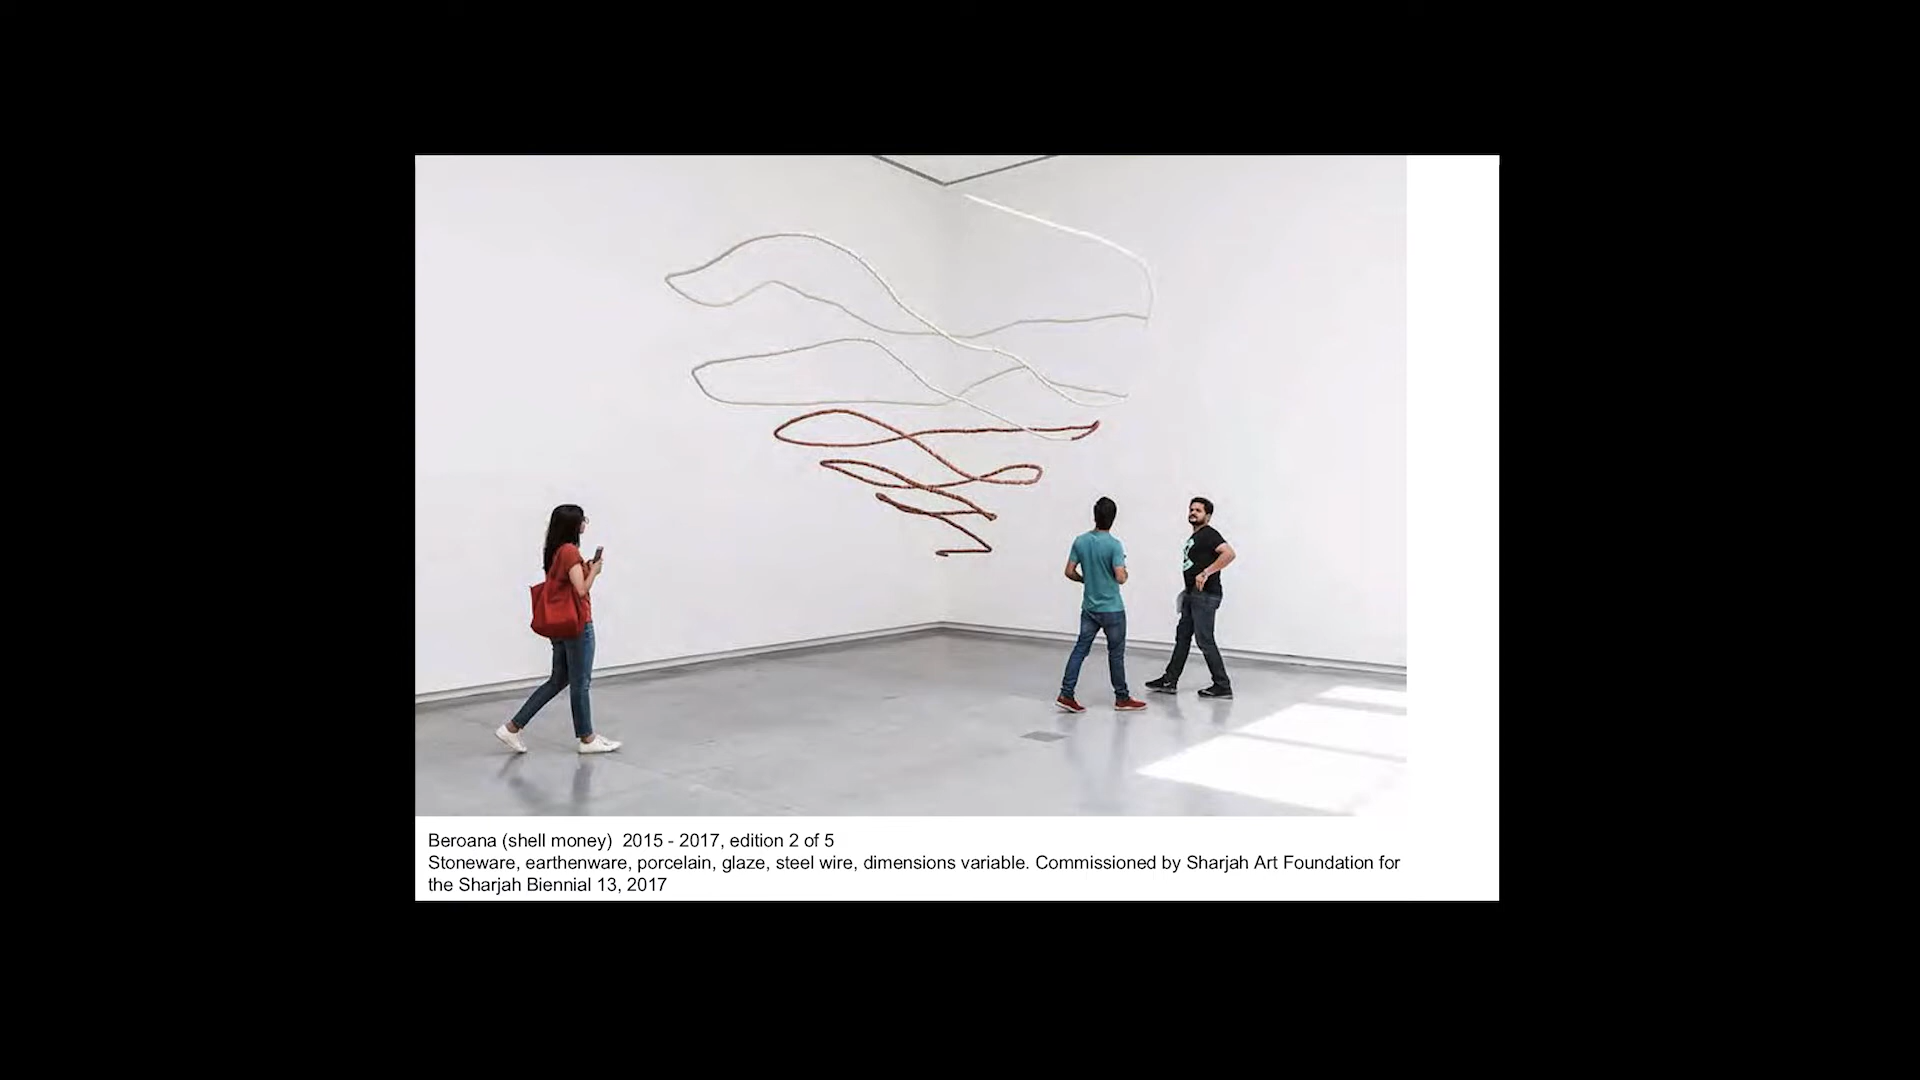 Beroana (shell money)  2015 - 2017, edition 2 of 5
Stoneware, earthenware, porcelain, glaze, steel wire, dimensions variable. Commissioned by Sharjah Art Foundation for
the Sharjah Biennial 13, 2017